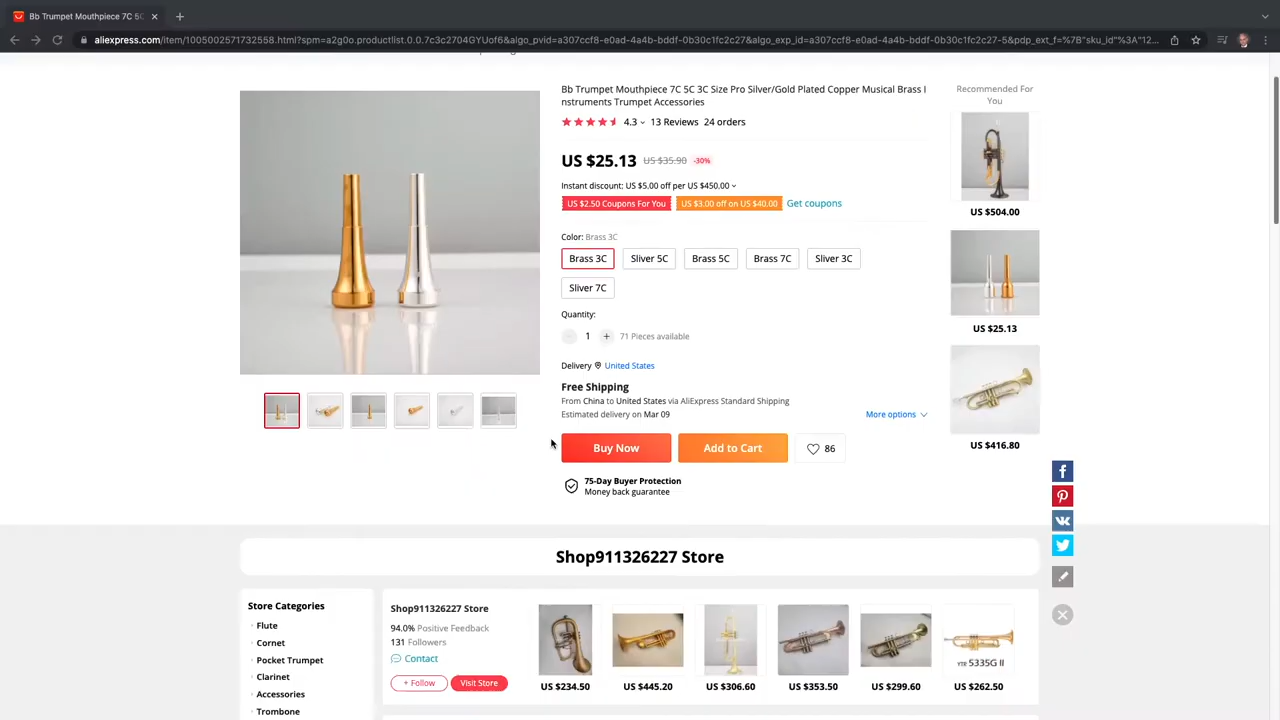 Bb Trumpet Mouthpiece 7C 5C
aliexpress.com/item/1005002571732558.html?spm=a2g0o.productlist.0.0.7c3c2704GYUof6&algo_pvid=a307ccf8-e0ad-4a4b-bddf-0b30c1fc2c27&algo_exp_id=a307ccf8-e0ad-4a4b-bddf-0b30c1fc2c27-5&pdp_ext_f=%7B"sku_id"%3A"12...
Bb Trumpet Mouthpiece 7C 5C 3C Size Pro Silver/Gold Plated Copper Musical Brass I
nstruments Trumpet Accessories
4.3 13 Reviews 24 orders
US $25.13 US $35.90 -30%
Instant discount: US $5.00 off per US $450.00
US $2.50 Coupons For You US $3.00 off on US $40.00 Get coupons
Color: Brass 3C
Brass 3C Sliver 5C Brass 5C Brass 7C Sliver 3C
Sliver 7C
Quantity:
1 + 71 Pieces available
Delivery United States
Free Shipping
From China to United States via AliExpress Standard Shipping
Estimated delivery on Mar 09 More options
Buy Now Add to Cart 86
75-Day Buyer Protection
Money back guarantee
Recommended For
You
US $504.00
US $25.13
US $416.80
Shop911326227 Store
Store Categories
Flute
Cornet
Pocket Trumpet
Clarinet
Accessories
Trombone
Shop911326227 Store
94.0% Positive Feedback
131 Followers
Contact
+ Follow Visit Store
YTR 5335G II
US $234.50 US $445.20 US $306.60 US $353.50 US $299.60 US $262.50